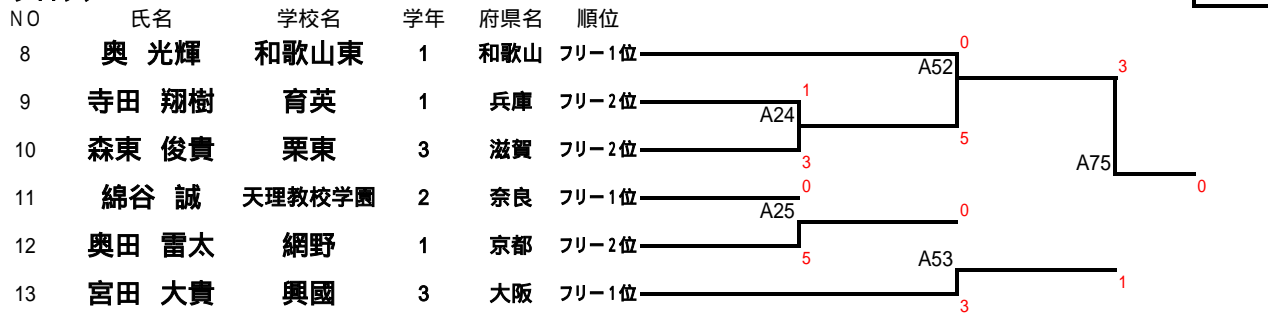 NO 氏名 学校名 学年 府県名 順位
8 奥 光輝 和歌山東 1 和歌山 フリー1位 0
A52 3
9 寺田 翔樹 育英 1 兵庫 フリー2位 1
A24
5
10 森東 俊貴 栗東 3 滋賀 フリー2位 3
A75
0
11 綿谷 誠 天理教校学園 2 奈良 フリー1位 0
A25 0
12 奥田 雷太 網野 1 京都 フリー2位 5
A53
1
13 宮田 大貴 興國 3 大阪 フリー1位 3